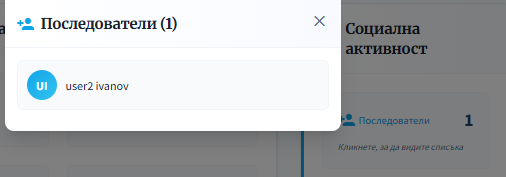 Последователи (1)
UI
user2 ivanov
Социална
активност
Последователи
1
Кликнете, за да видите списъка